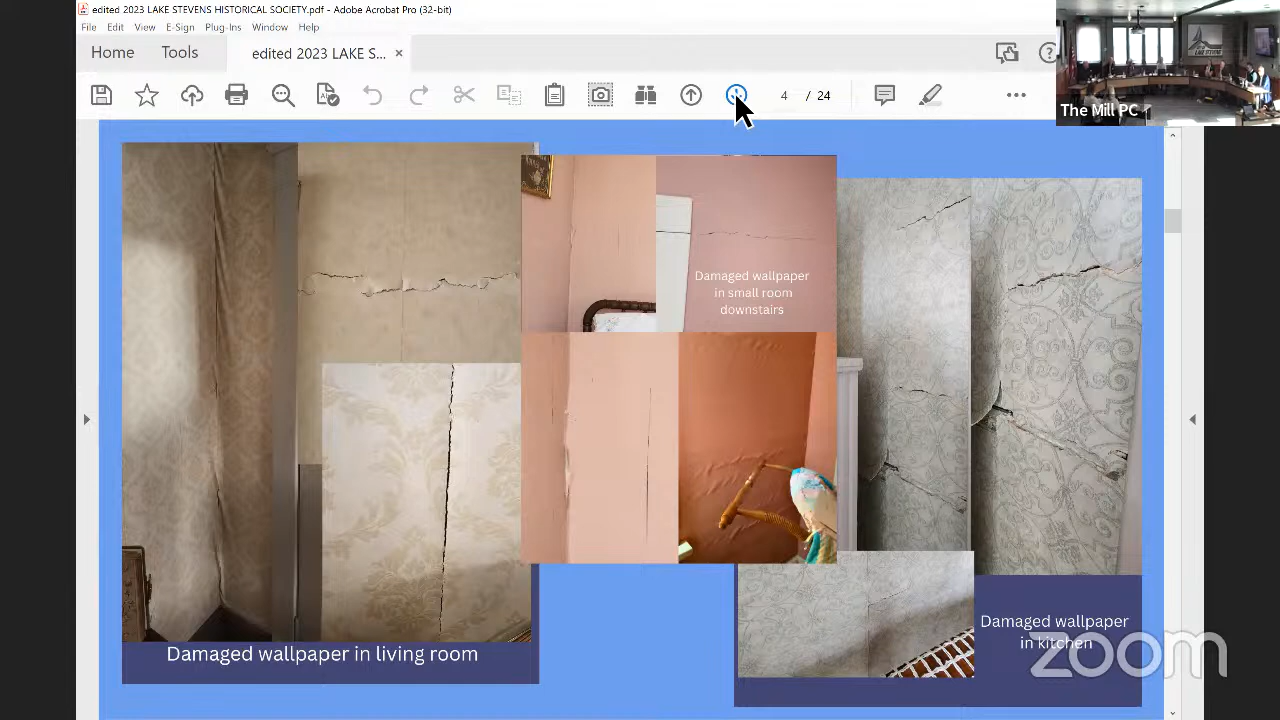 edited 2023 LAKE STEVENS HISTORICAL SOCIETY.pdf - Adobe Acrobat Pro (32-bit)
File Edit View E-Sign Plug-Ins Window Help
Home Tools edited 2023 LAKE S... ×
4 / 24
The Mill PC
Damaged wallpaper
in small room
downstairs
Damaged wallpaper in living room
Damaged wallpaper
in kitchen
zoom